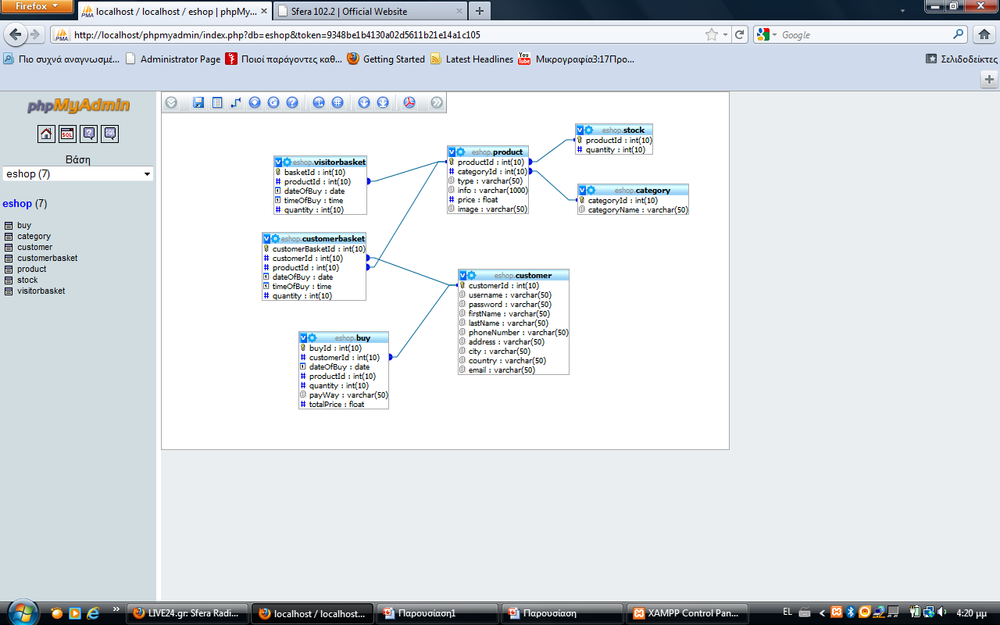 Firefox
localhost / localhost / eshop | phpMy...
Sfera 102.2 | Official Website
http://localhost/phpmyadmin/index.php?db=eshop&token=9348be1b4130a02d5611b21e14a1c105
Google
Πιο συχνά αναγνωσμέ...
Administrator Page
Ποιοί παράγοντες καθ...
Getting Started
Latest Headlines
Μικρογραφία3:17Προ...
Σελιδοδείκτες
phpMyAdmin
SQL
Βάση
eshop (7)
eshop (7)
buy
category
customer
customerbasket
product
stock
visitorbasket
eshop.visitorbasket
basketId : int(10)
productId : int(10)
dateOfBuy : date
timeOfBuy : time
quantity : int(10)
eshop.customerbasket
customerBasketId : int(10)
customerId : int(10)
productId : int(10)
dateOfBuy : date
timeOfBuy : time
quantity : int(10)
eshop.buy
buyId : int(10)
customerId : int(10)
dateOfBuy : date
productId : int(10)
quantity : int(10)
payWay : varchar(50)
totalPrice : float
eshop.product
productId : int(10)
categoryId : int(10)
type : varchar(50)
info : varchar(1000)
price : float
image : varchar(50)
eshop.customer
customerId : int(10)
username : varchar(50)
password : varchar(50)
firstName : varchar(50)
lastName : varchar(50)
phoneNumber : varchar(50)
address : varchar(50)
city : varchar(50)
country : varchar(50)
email : varchar(50)
eshop.stock
productId : int(10)
quantity : int(10)
eshop.category
categoryId : int(10)
categoryName : varchar(50)
LIVE24.gr: Sfera Radi...
localhost / localhost...
Παρουσίαση1
Παρουσίαση
XAMPP Control Pan...
EL
4:20 μμ